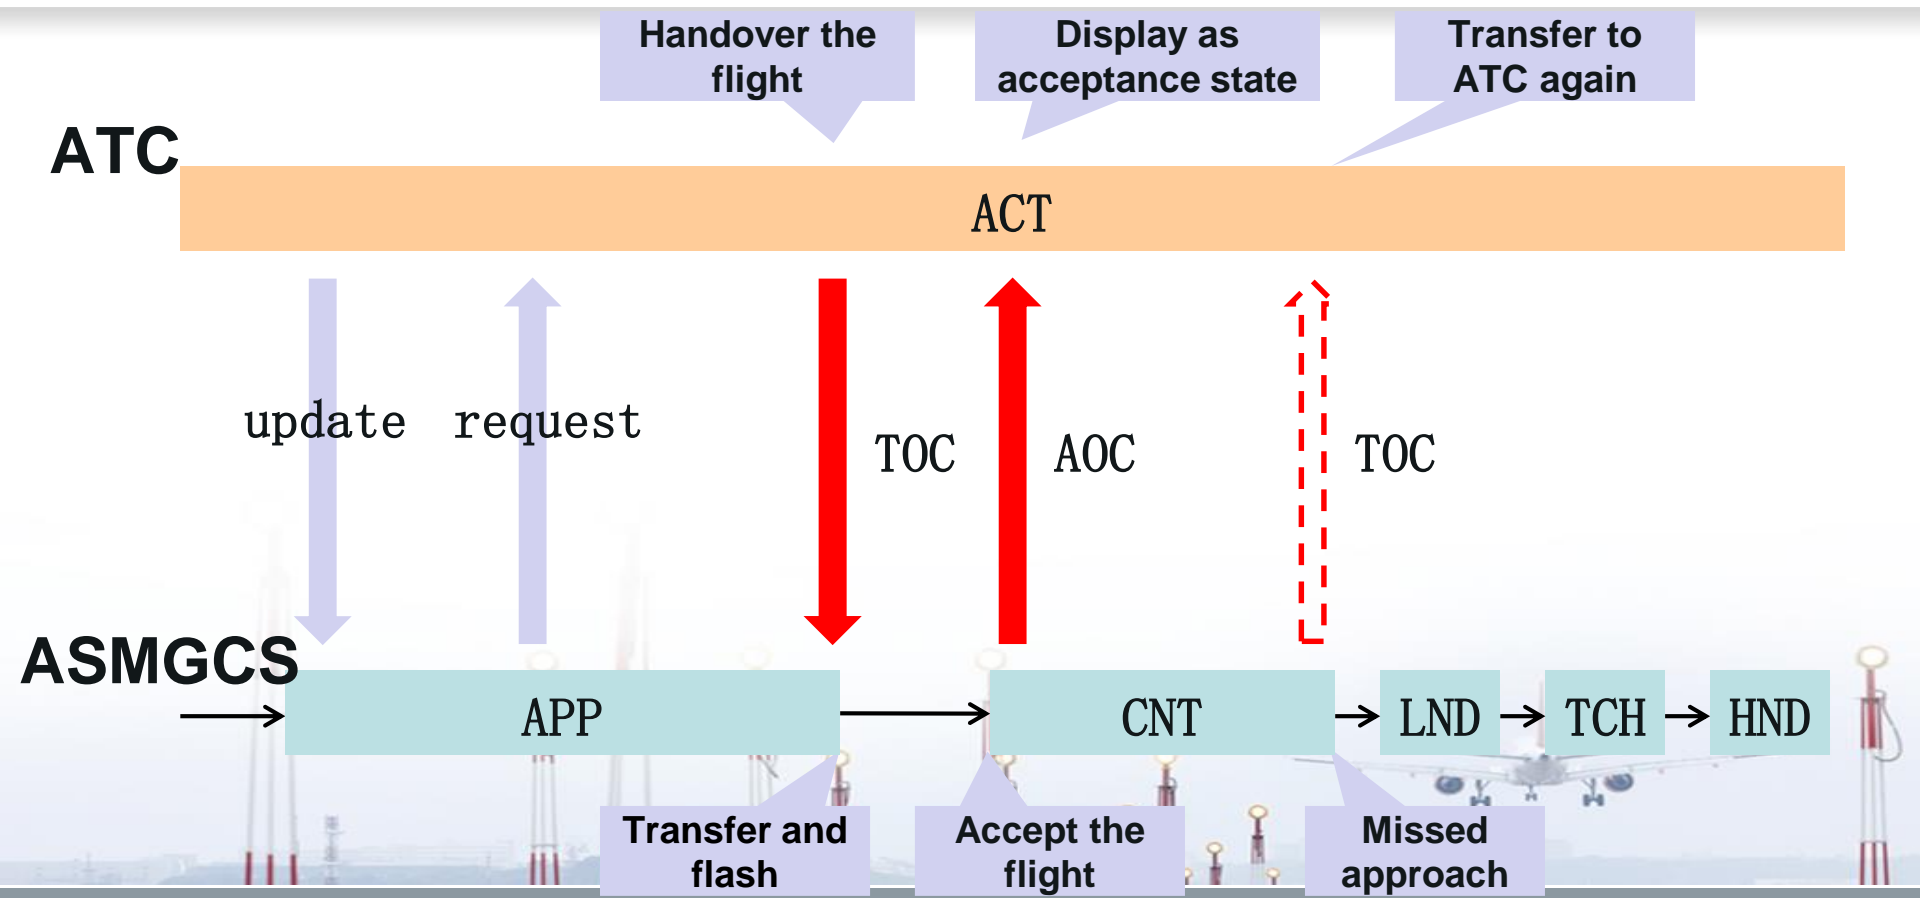 Handover the
flight
Display as
acceptance state
Transfer to
ATC again
ATC
ACT
update
request
TOC
AOC
TOC
ASMGCS
APP
CNT
LND
TCH
HND
Transfer and
flash
Accept the
flight
Missed
approach